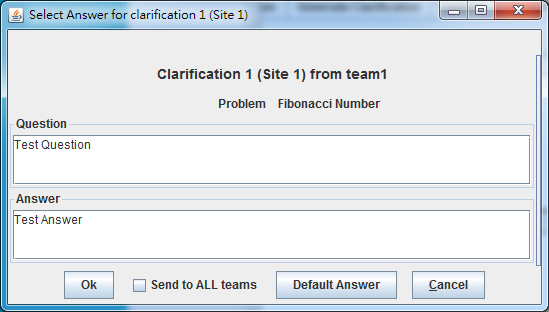 Select Answer for clarification 1 (Site 1)
Clarification 1 (Site 1) from team1
Problem Fibonacci Number
Question
Test Question
Answer
Test Answer
Ok Send to ALL teams Default Answer Cancel